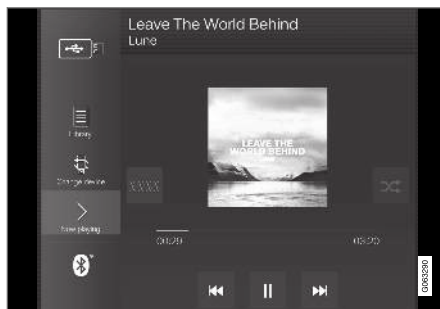 Leave The World Behind
Lune
Library
Change device
Now playing
LEAVE THE
WORLD BEHIND
XXXX
00:29
03:20
G063290